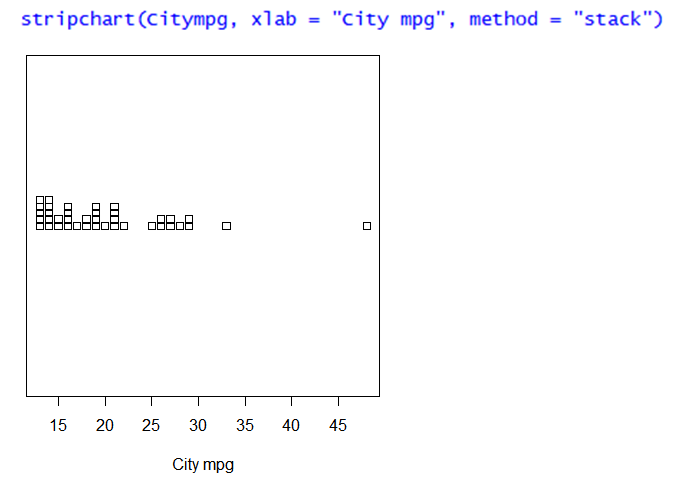 stripchart(Citympg, xlab = "City mpg", method = "stack")
15 20 25 30 35 40 45
City mpg